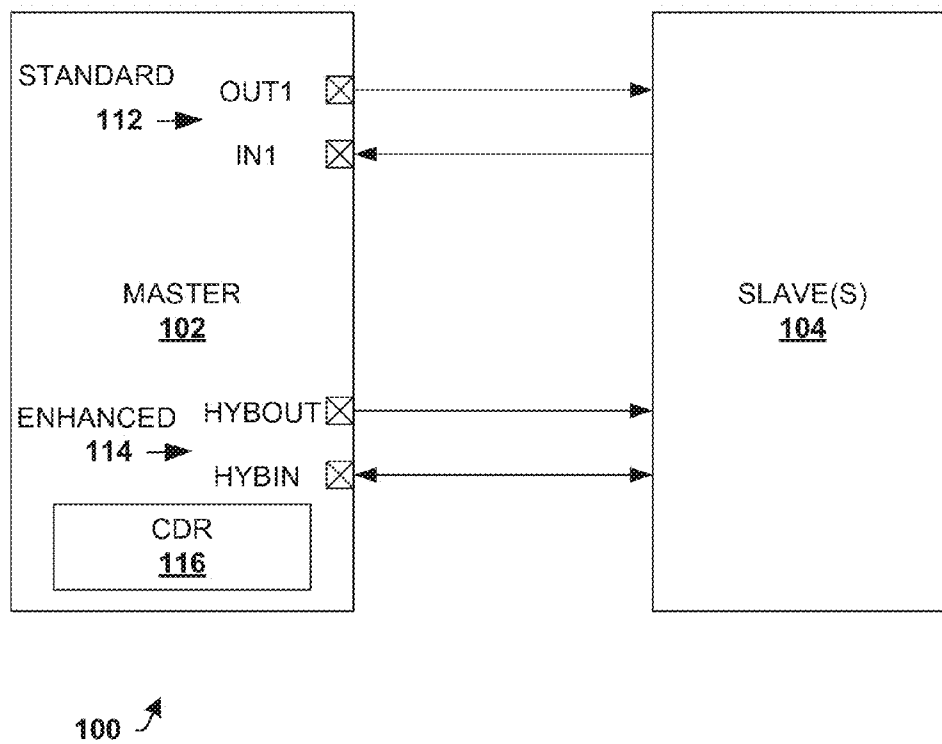 STANDARD
OUT1
112
IN1
MASTER
102
SLAVE(S)
104
HYBOUT
ENHANCED
114
HYBIN
CDR
116
100